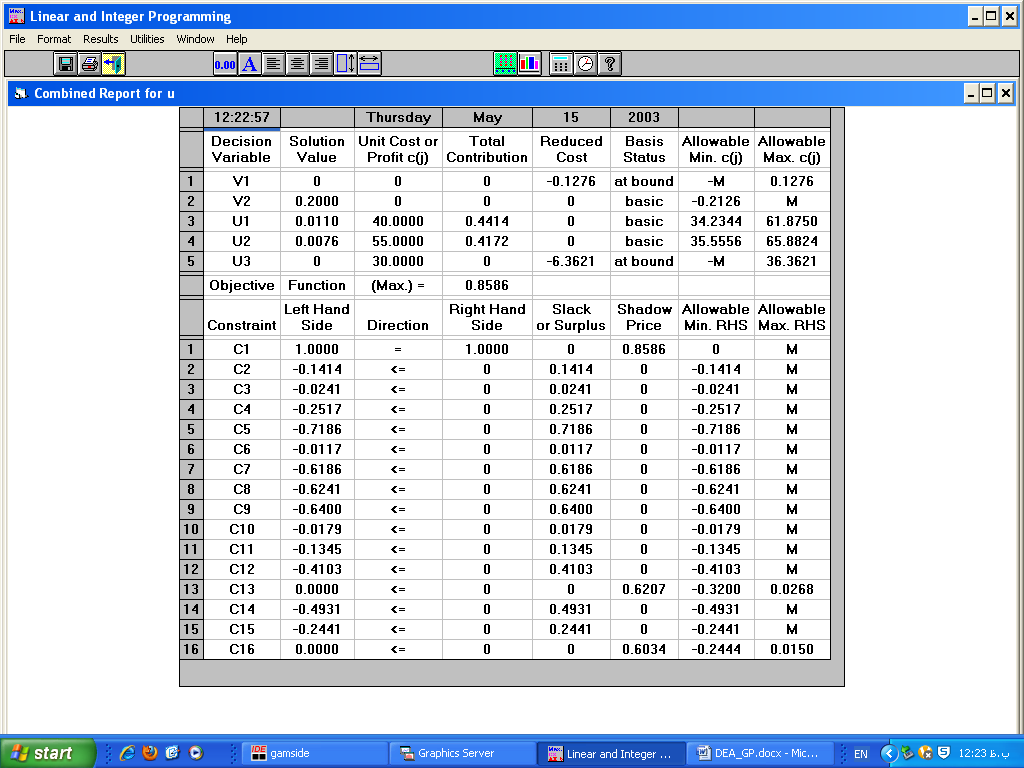 Linear and Integer Programming
File Format Results Utilities Window Help
0.00 A
Combined Report for u
12:22:57 Thursday May 15 2003
Decision Solution Unit Cost or Total Reduced Basis Allowable Allowable
Variable Value Profit c(j) Contribution Cost Status Min. c(j) Max. c(j)
1 V1 0 0 0 -0.1276 at bound -M 0.1276
2 V2 0.2000 0 0 0 basic -0.2126 M
3 U1 0.0110 40.0000 0.4414 0 basic 34.2344 61.8750
4 U2 0.0076 55.0000 0.4172 0 basic 35.5556 65.8824
5 U3 0 30.0000 0 -6.3621 at bound -M 36.3621
Objective Function (Max.) = 0.8586
Left Hand Right Hand Slack Shadow Allowable Allowable
Constraint Side Direction Side or Surplus Price Min. RHS Max. RHS
1 C1 1.0000 = 1.0000 0 0.8586 0 M
2 C2 -0.1414 <= 0 0.1414 0 -0.1414 M
3 C3 -0.0241 <= 0 0.0241 0 -0.0241 M
4 C4 -0.2517 <= 0 0.2517 0 -0.2517 M
5 C5 -0.7186 <= 0 0.7186 0 -0.7186 M
6 C6 -0.0117 <= 0 0.0117 0 -0.0117 M
7 C7 -0.6186 <= 0 0.6186 0 -0.6186 M
8 C8 -0.6241 <= 0 0.6241 0 -0.6241 M
9 C9 -0.6400 <= 0 0.6400 0 -0.6400 M
10 C10 -0.0179 <= 0 0.0179 0 -0.0179 M
11 C11 -0.1345 <= 0 0.1345 0 -0.1345 M
12 C12 -0.4103 <= 0 0.4103 0 -0.4103 M
13 C13 0.0000 <= 0 0 0.6207 -0.3200 0.0268
14 C14 -0.4931 <= 0 0.4931 0 -0.4931 M
15 C15 -0.2441 <= 0 0.2441 0 -0.2441 M
16 C16 0.0000 <= 0 0 0.6034 -0.2444 0.0150
start IDE gamside Graphics Server Linear and Integer ... DEA_GP.docx - Mic... EN 12:23 ب.ظ